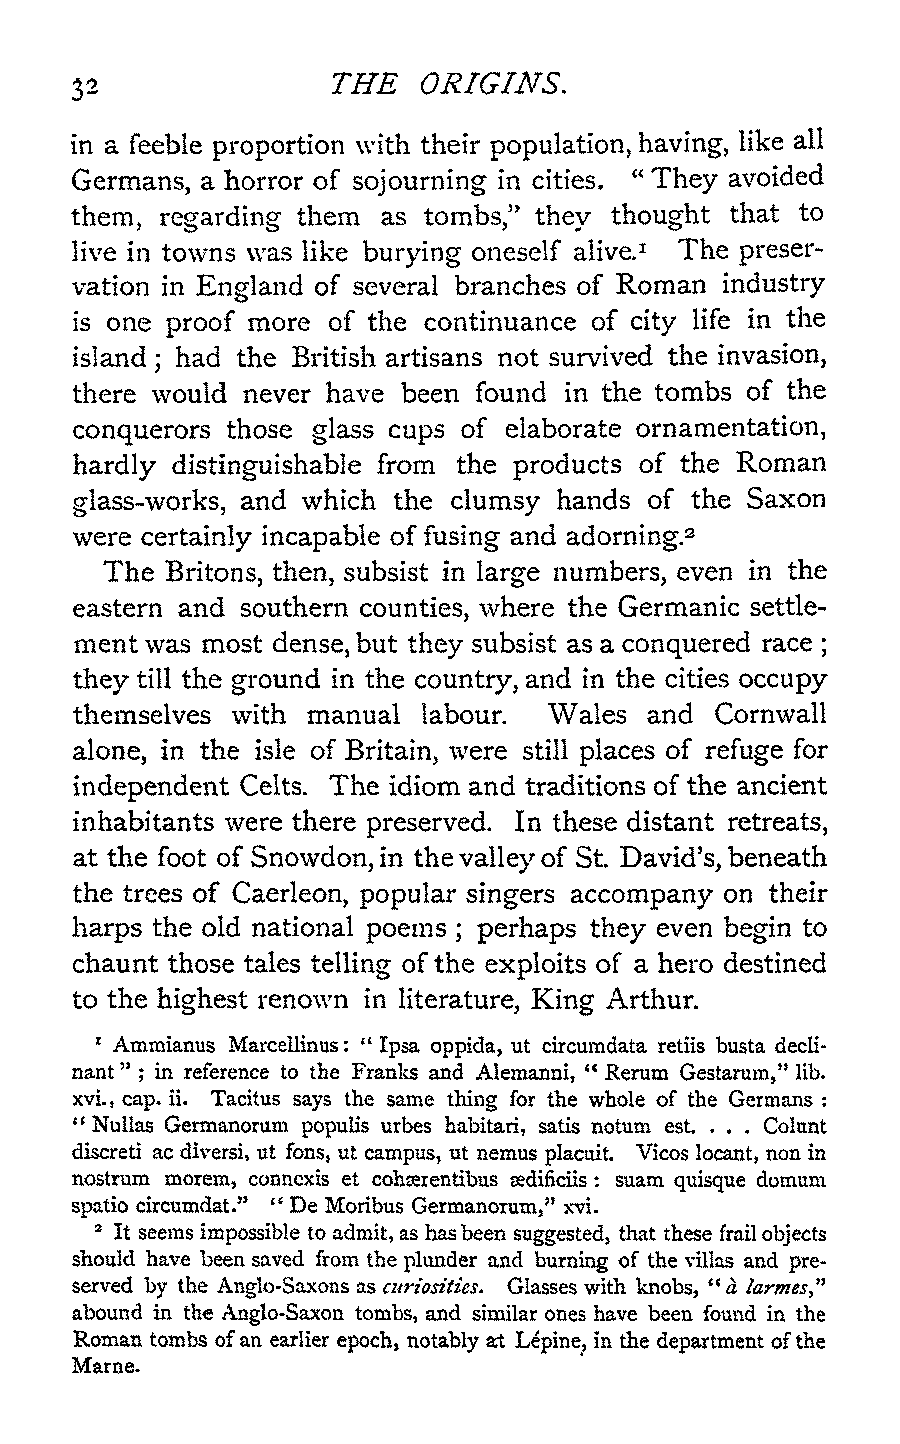 32 THE ORIGINS.
in a feeble proportion with their population, having, like all
Germans, a horror of sojourning in cities. “ They avoided
them, regarding them as tombs,” they thought that to
live in towns was like burying oneself alive.¹ The preser-
vation in England of several branches of Roman industry
is one proof more of the continuance of city life in the
island ; had the British artisans not survived the invasion,
there would never have been found in the tombs of the
conquerors those glass cups of elaborate ornamentation,
hardly distinguishable from the products of the Roman
glass-works, and which the clumsy hands of the Saxon
were certainly incapable of fusing and adorning.²
The Britons, then, subsist in large numbers, even in the
eastern and southern counties, where the Germanic settle-
ment was most dense, but they subsist as a conquered race ;
they till the ground in the country, and in the cities occupy
themselves with manual labour. Wales and Cornwall
alone, in the isle of Britain, were still places of refuge for
independent Celts. The idiom and traditions of the ancient
inhabitants were there preserved. In these distant retreats,
at the foot of Snowdon, in the valley of St. David’s, beneath
the trees of Caerleon, popular singers accompany on their
harps the old national poems ; perhaps they even begin to
chaunt those tales telling of the exploits of a hero destined
to the highest renown in literature, King Arthur.
¹ Ammianus Marcellinus: “ Ipsa oppida, ut circumdata retiis busta decli-
nant ” ; in reference to the Franks and Alemanni, “ Rerum Gestarum,” lib.
xvi., cap. ii. Tacitus says the same thing for the whole of the Germans :
“ Nullas Germanorum populis urbes habitari, satis notum est. . . . Colunt
discreti ac diversi, ut fons, ut campus, ut nemus placuit. Vicos locant, non in
nostrum morem, connexis et cohærentibus ædificiis : suam quisque domum
spatio circumdat.” “ De Moribus Germanorum,” xvi.
² It seems impossible to admit, as has been suggested, that these frail objects
should have been saved from the plunder and burning of the villas and pre-
served by the Anglo-Saxons as curiosities. Glasses with knobs, “ à larmes,”
abound in the Anglo-Saxon tombs, and similar ones have been found in the
Roman tombs of an earlier epoch, notably at Lépine, in the department of the
Marne.